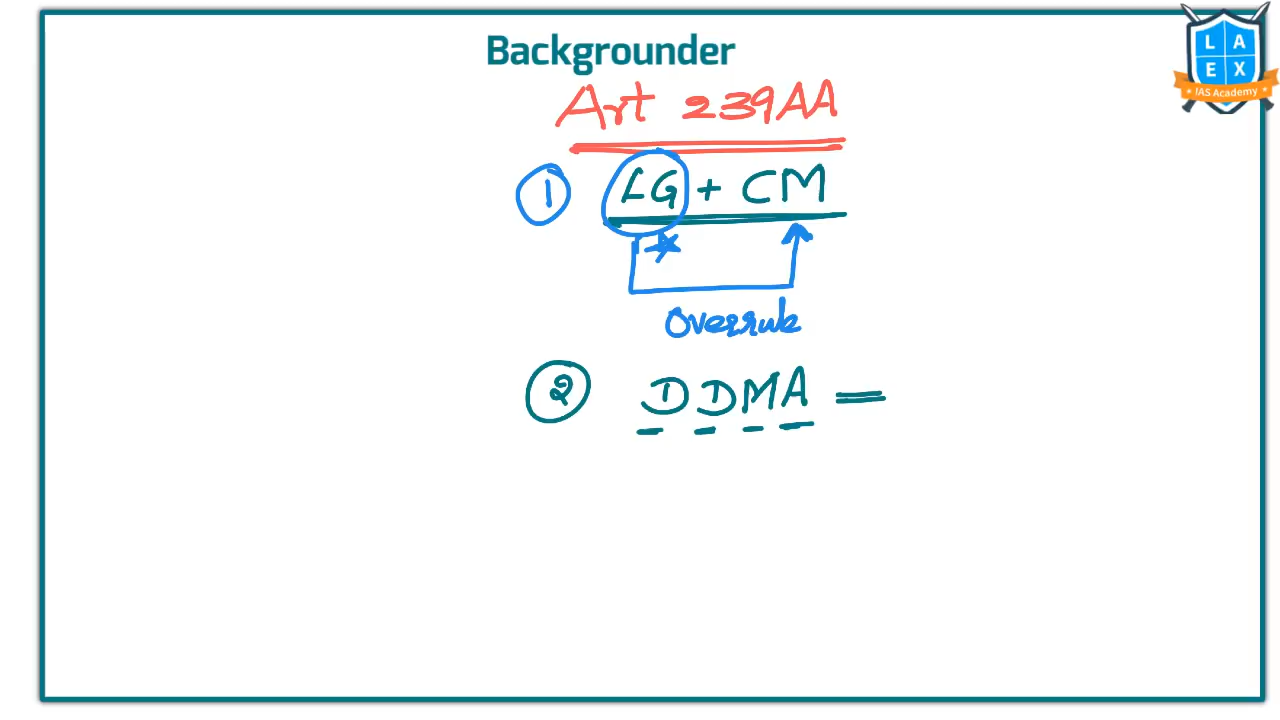 Backgrounder
L A
E X
IAS Academy
Art 239AA
1 LG + CM
Overrule
2 DDMA =